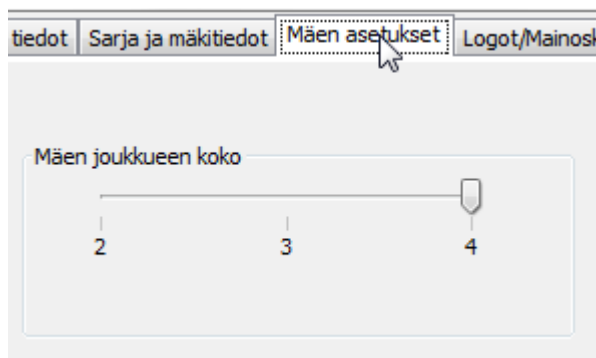 tiedot Sarja ja mäkitiedot Mäen asetukset Logot/Mainosk
Mäen joukkueen koko
2 3 4